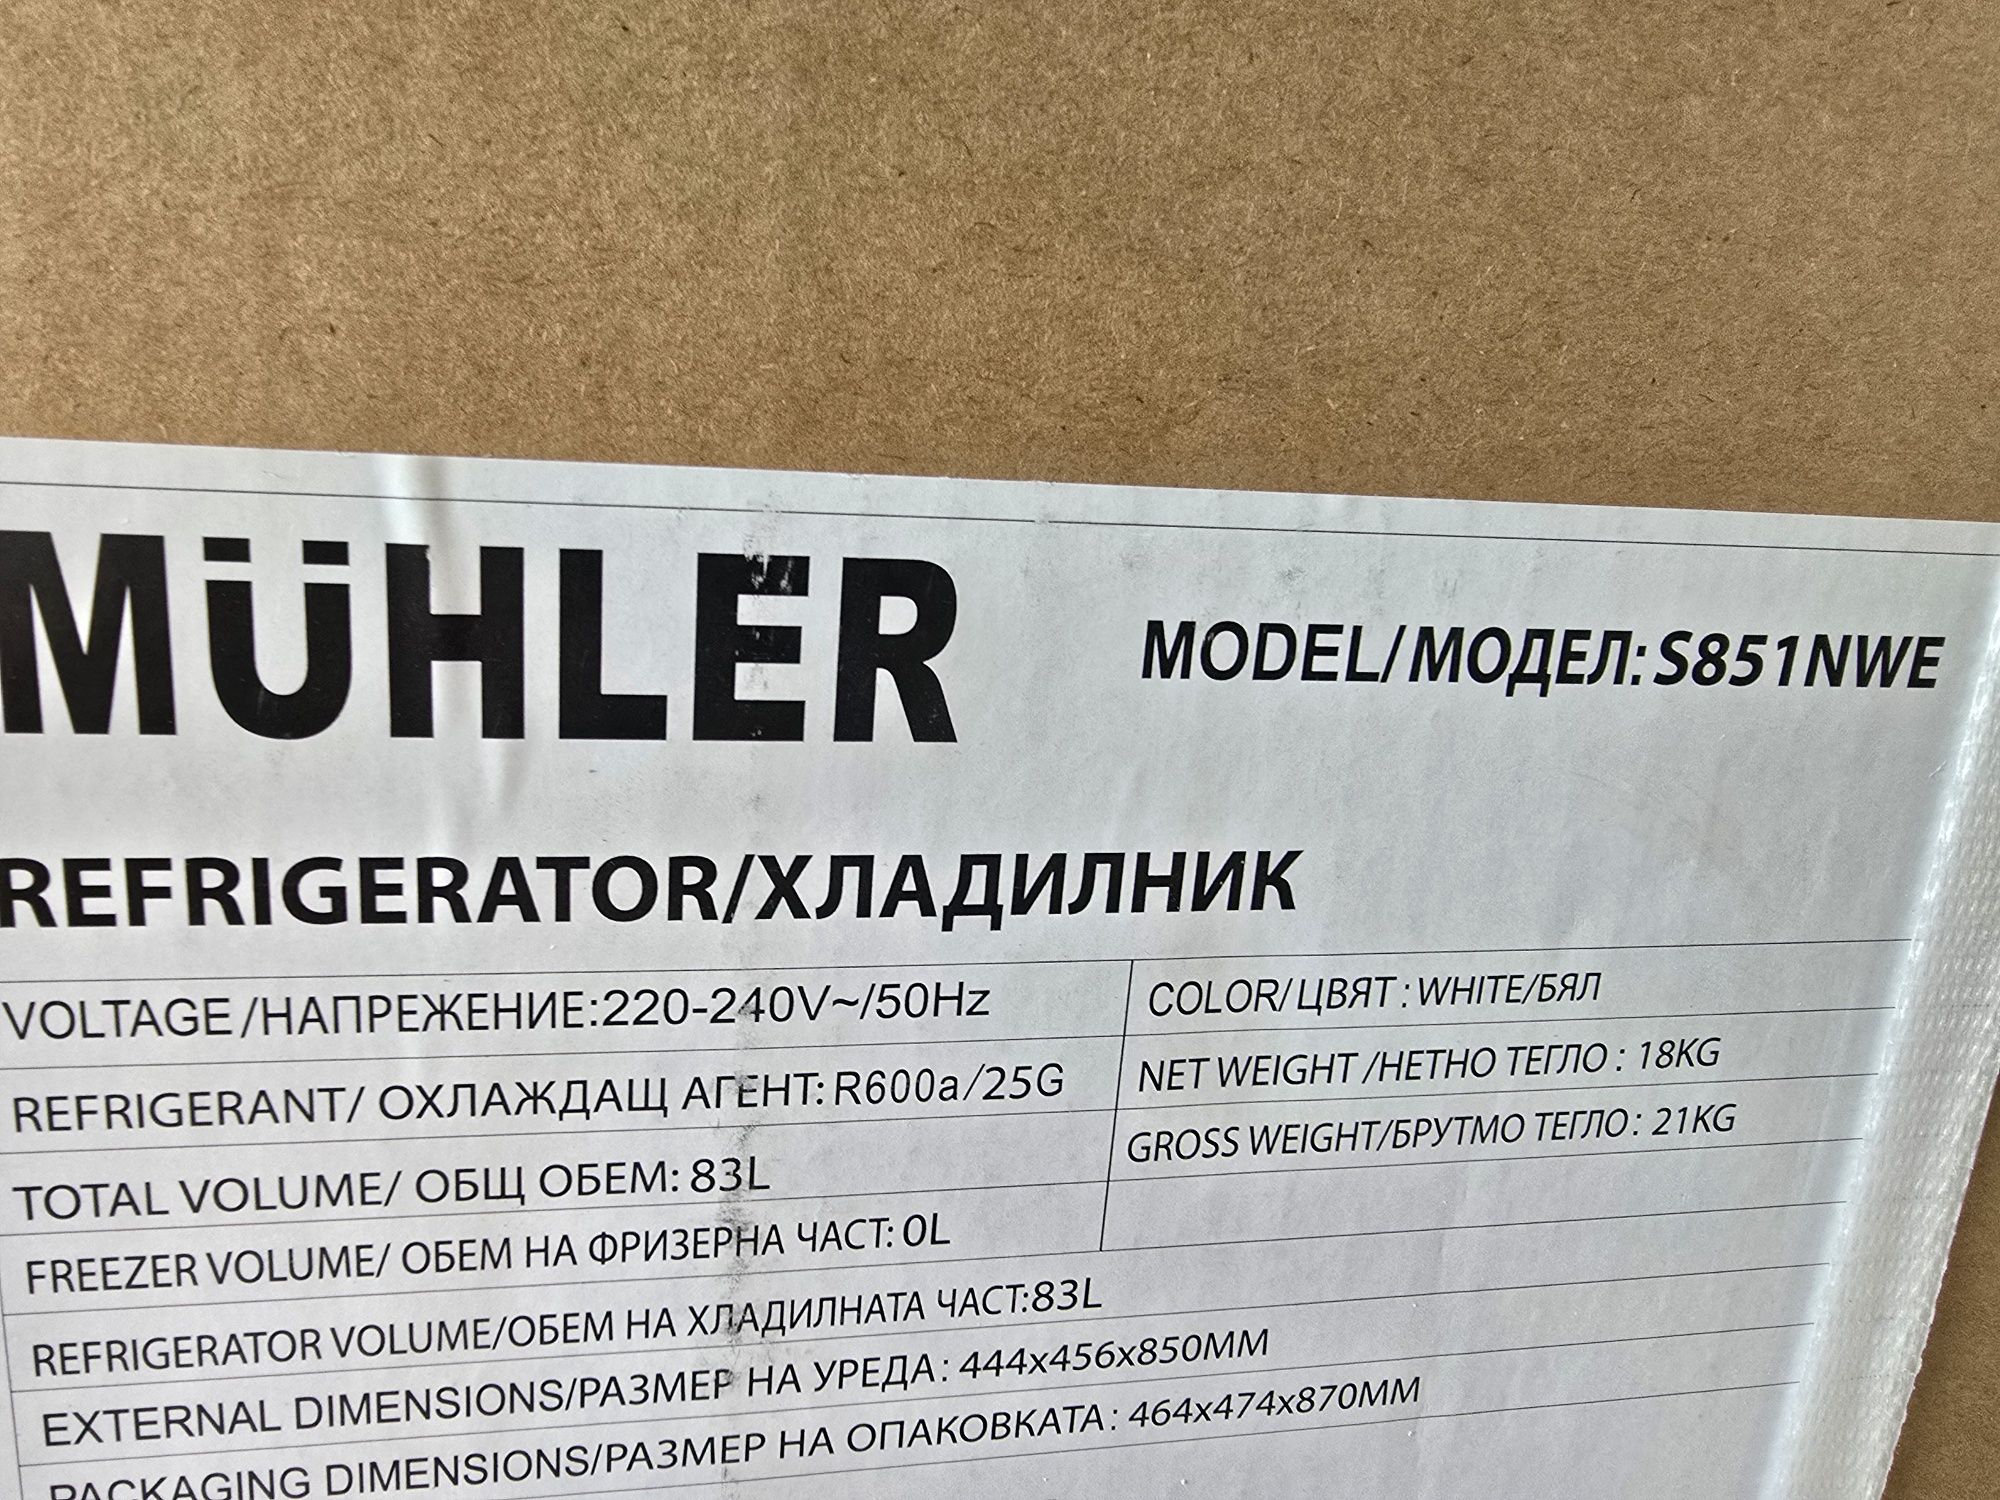 MÜHLER
MODEL/МОДЕЛ: S851NWE
REFRIGERATOR/ХЛАДИЛНИК
VOLTAGE /НАПРЕЖЕНИЕ:220-240V~/50Hz
COLOR/ЦВЯТ : WHITE/БЯЛ
REFRIGERANT/ ОХЛАЖДАЩ АГЕНТ: R600a/25G
NET WEIGHT /НЕТНО ТЕГЛО : 18KG
TOTAL VOLUME/ ОБЩ ОБЕМ: 83L
GROSS WEIGHT/БРУТМО ТЕГЛО: 21KG
FREEZER VOLUME/ ОБЕМ НА ФРИЗЕРНА ЧАСТ: 0L
REFRIGERATOR VOLUME/ОБЕМ НА ХЛАДИЛНАТА ЧАСТ:83L
EXTERNAL DIMENSIONS/РАЗМЕР НА УРЕДА: 444x456x850MM
PACKAGING DIMENSIONS/РАЗМЕР НА ОПАКОВКАТА: 464x474x870MM